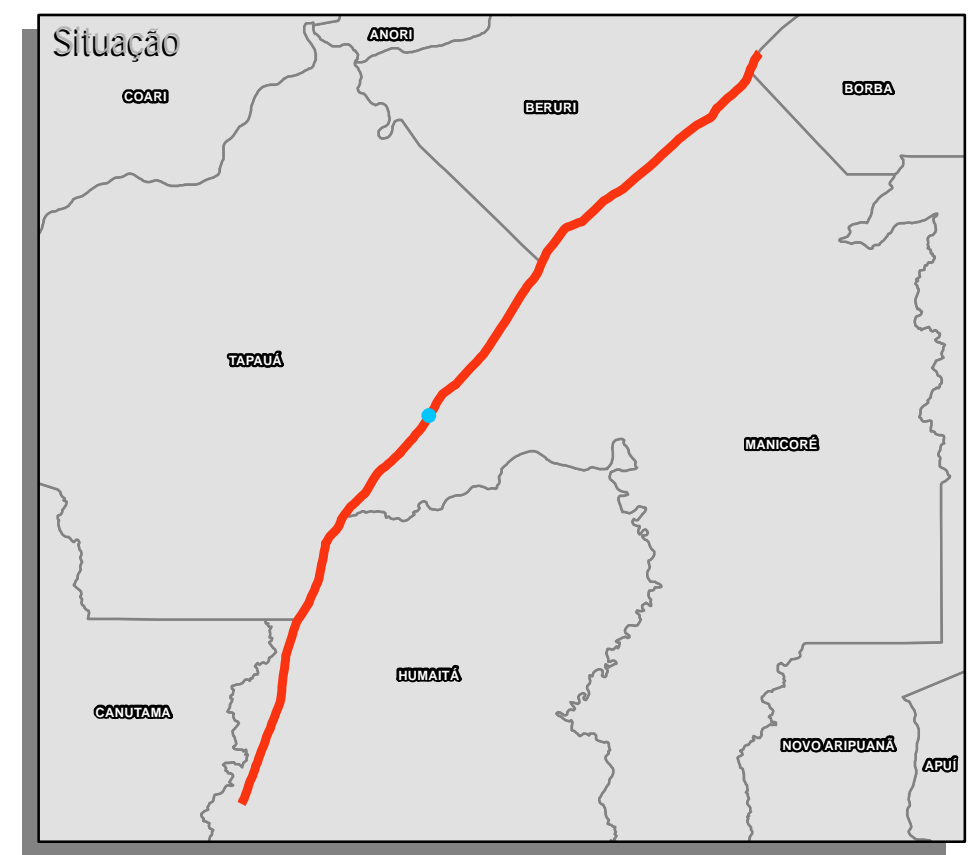 Situação
ANORI
COARI
BORBA
BERURI
TAPAUÁ
MANICORÉ
HUMAITÁ
CANUTAMA
NOVO ARIPUANÃ
APUÍ